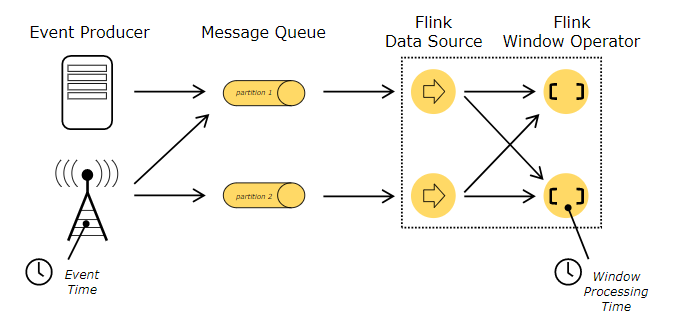 Event Producer
Message Queue
Flink
Data Source
Flink
Window Operator
partition 1
partition 2
Event
Time
Window
Processing
Time